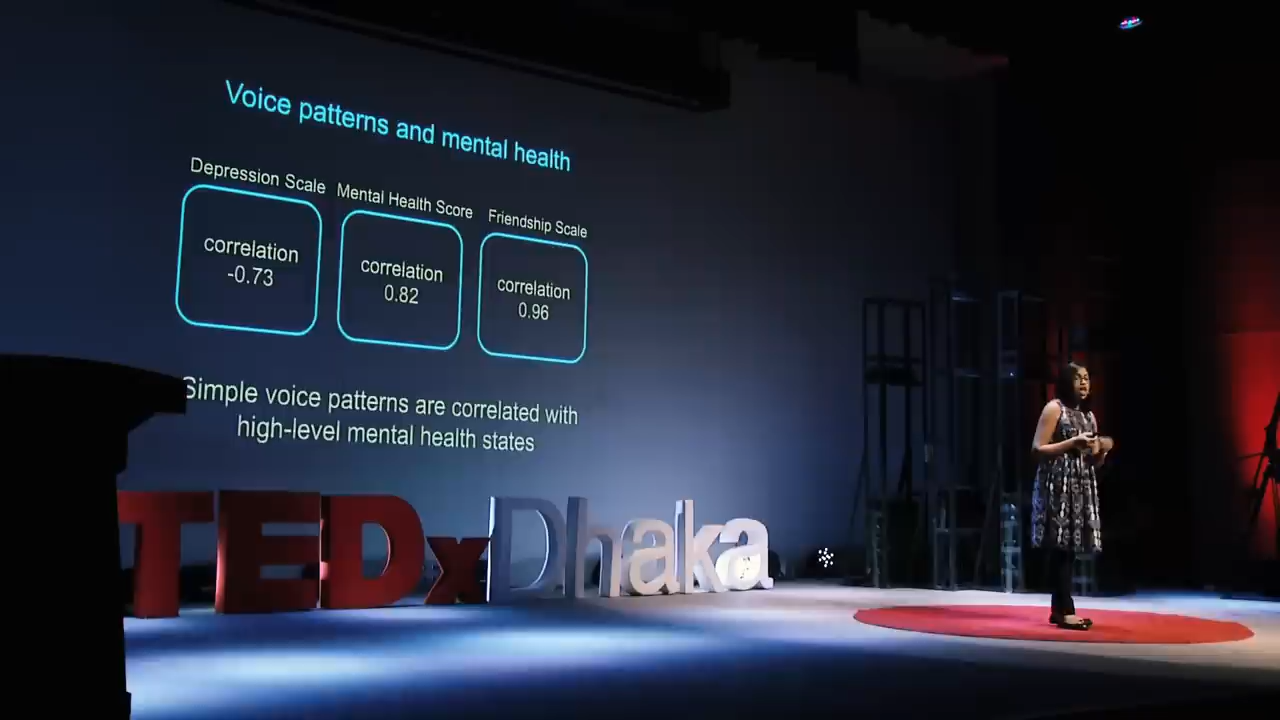 Voice patterns and mental health
Depression Scale
correlation
-0.73
Mental Health Score
correlation
0.82
Friendship Scale
correlation
0.96
Simple voice patterns are correlated with
high-level mental health states
TEDxDhaka